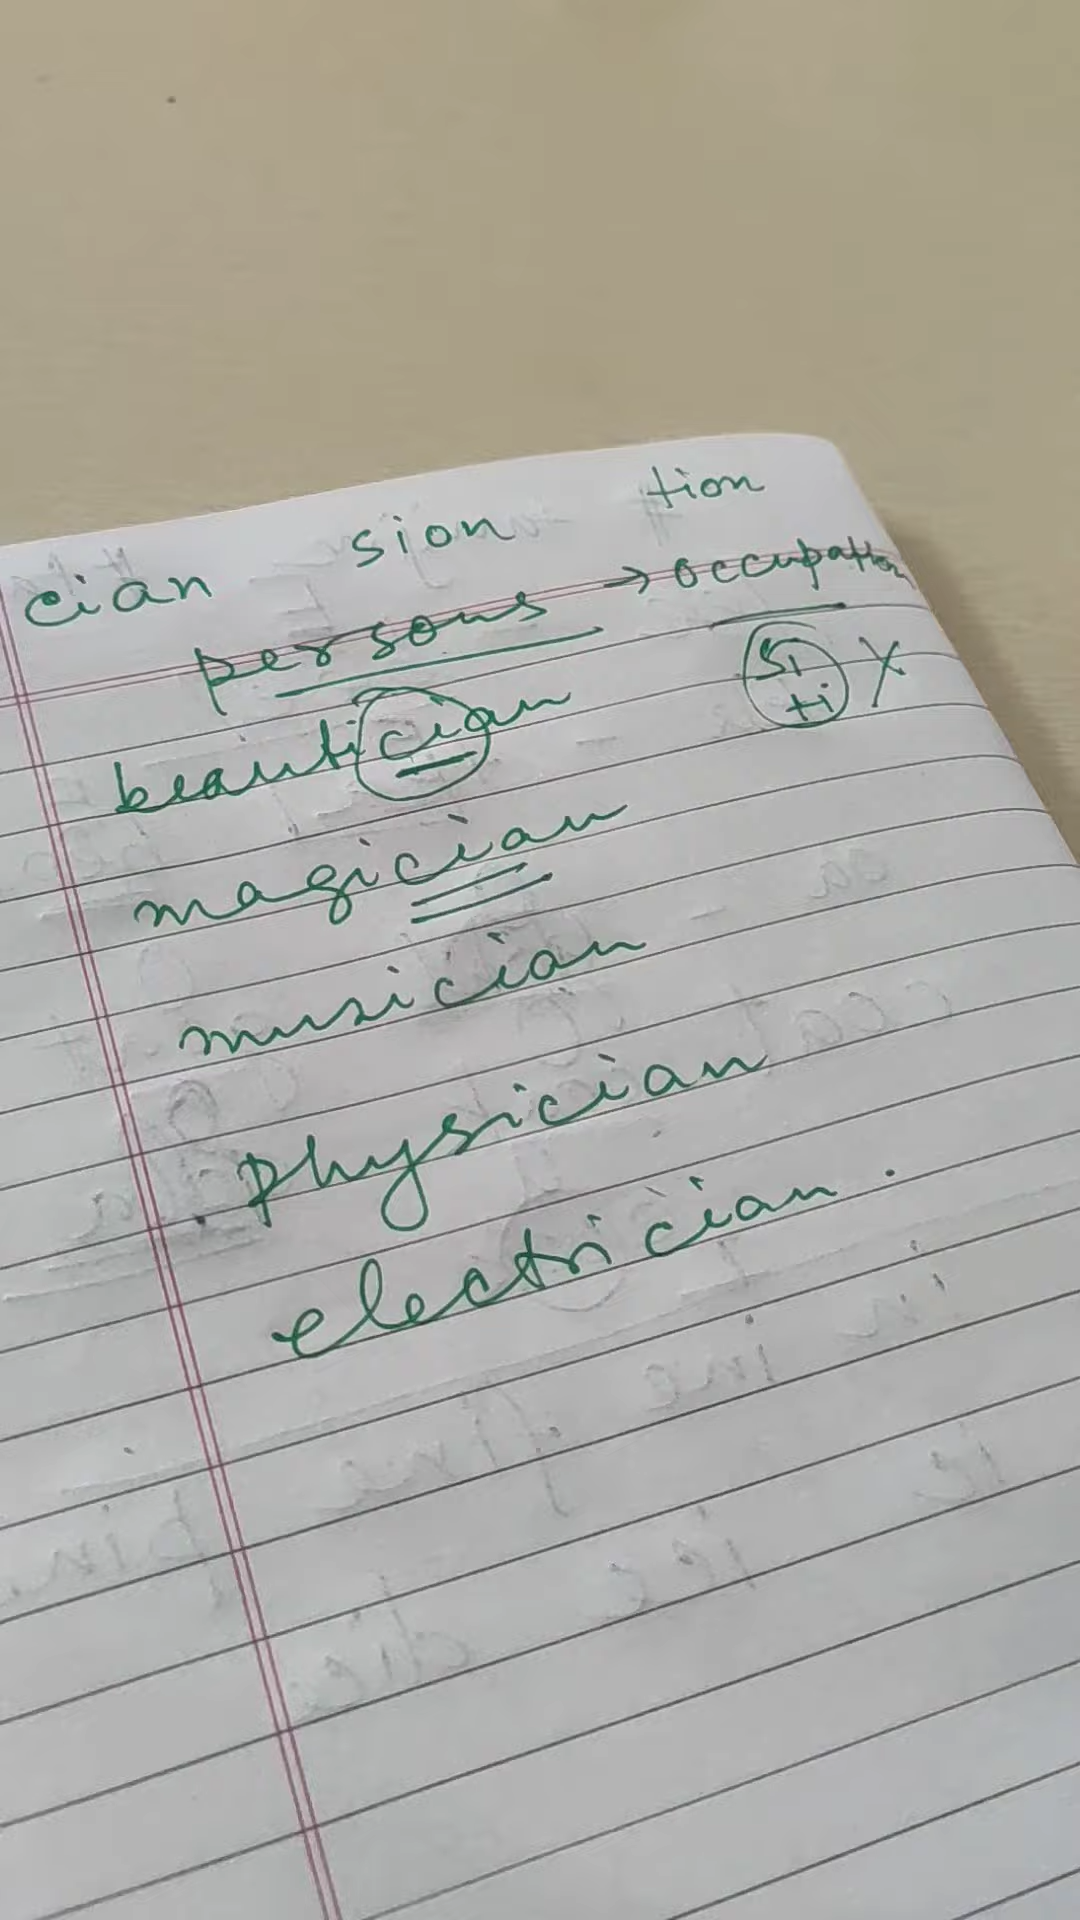 cian sion tion
persons → occupation
beautician si ti X
magician
musician
physician
electrician.